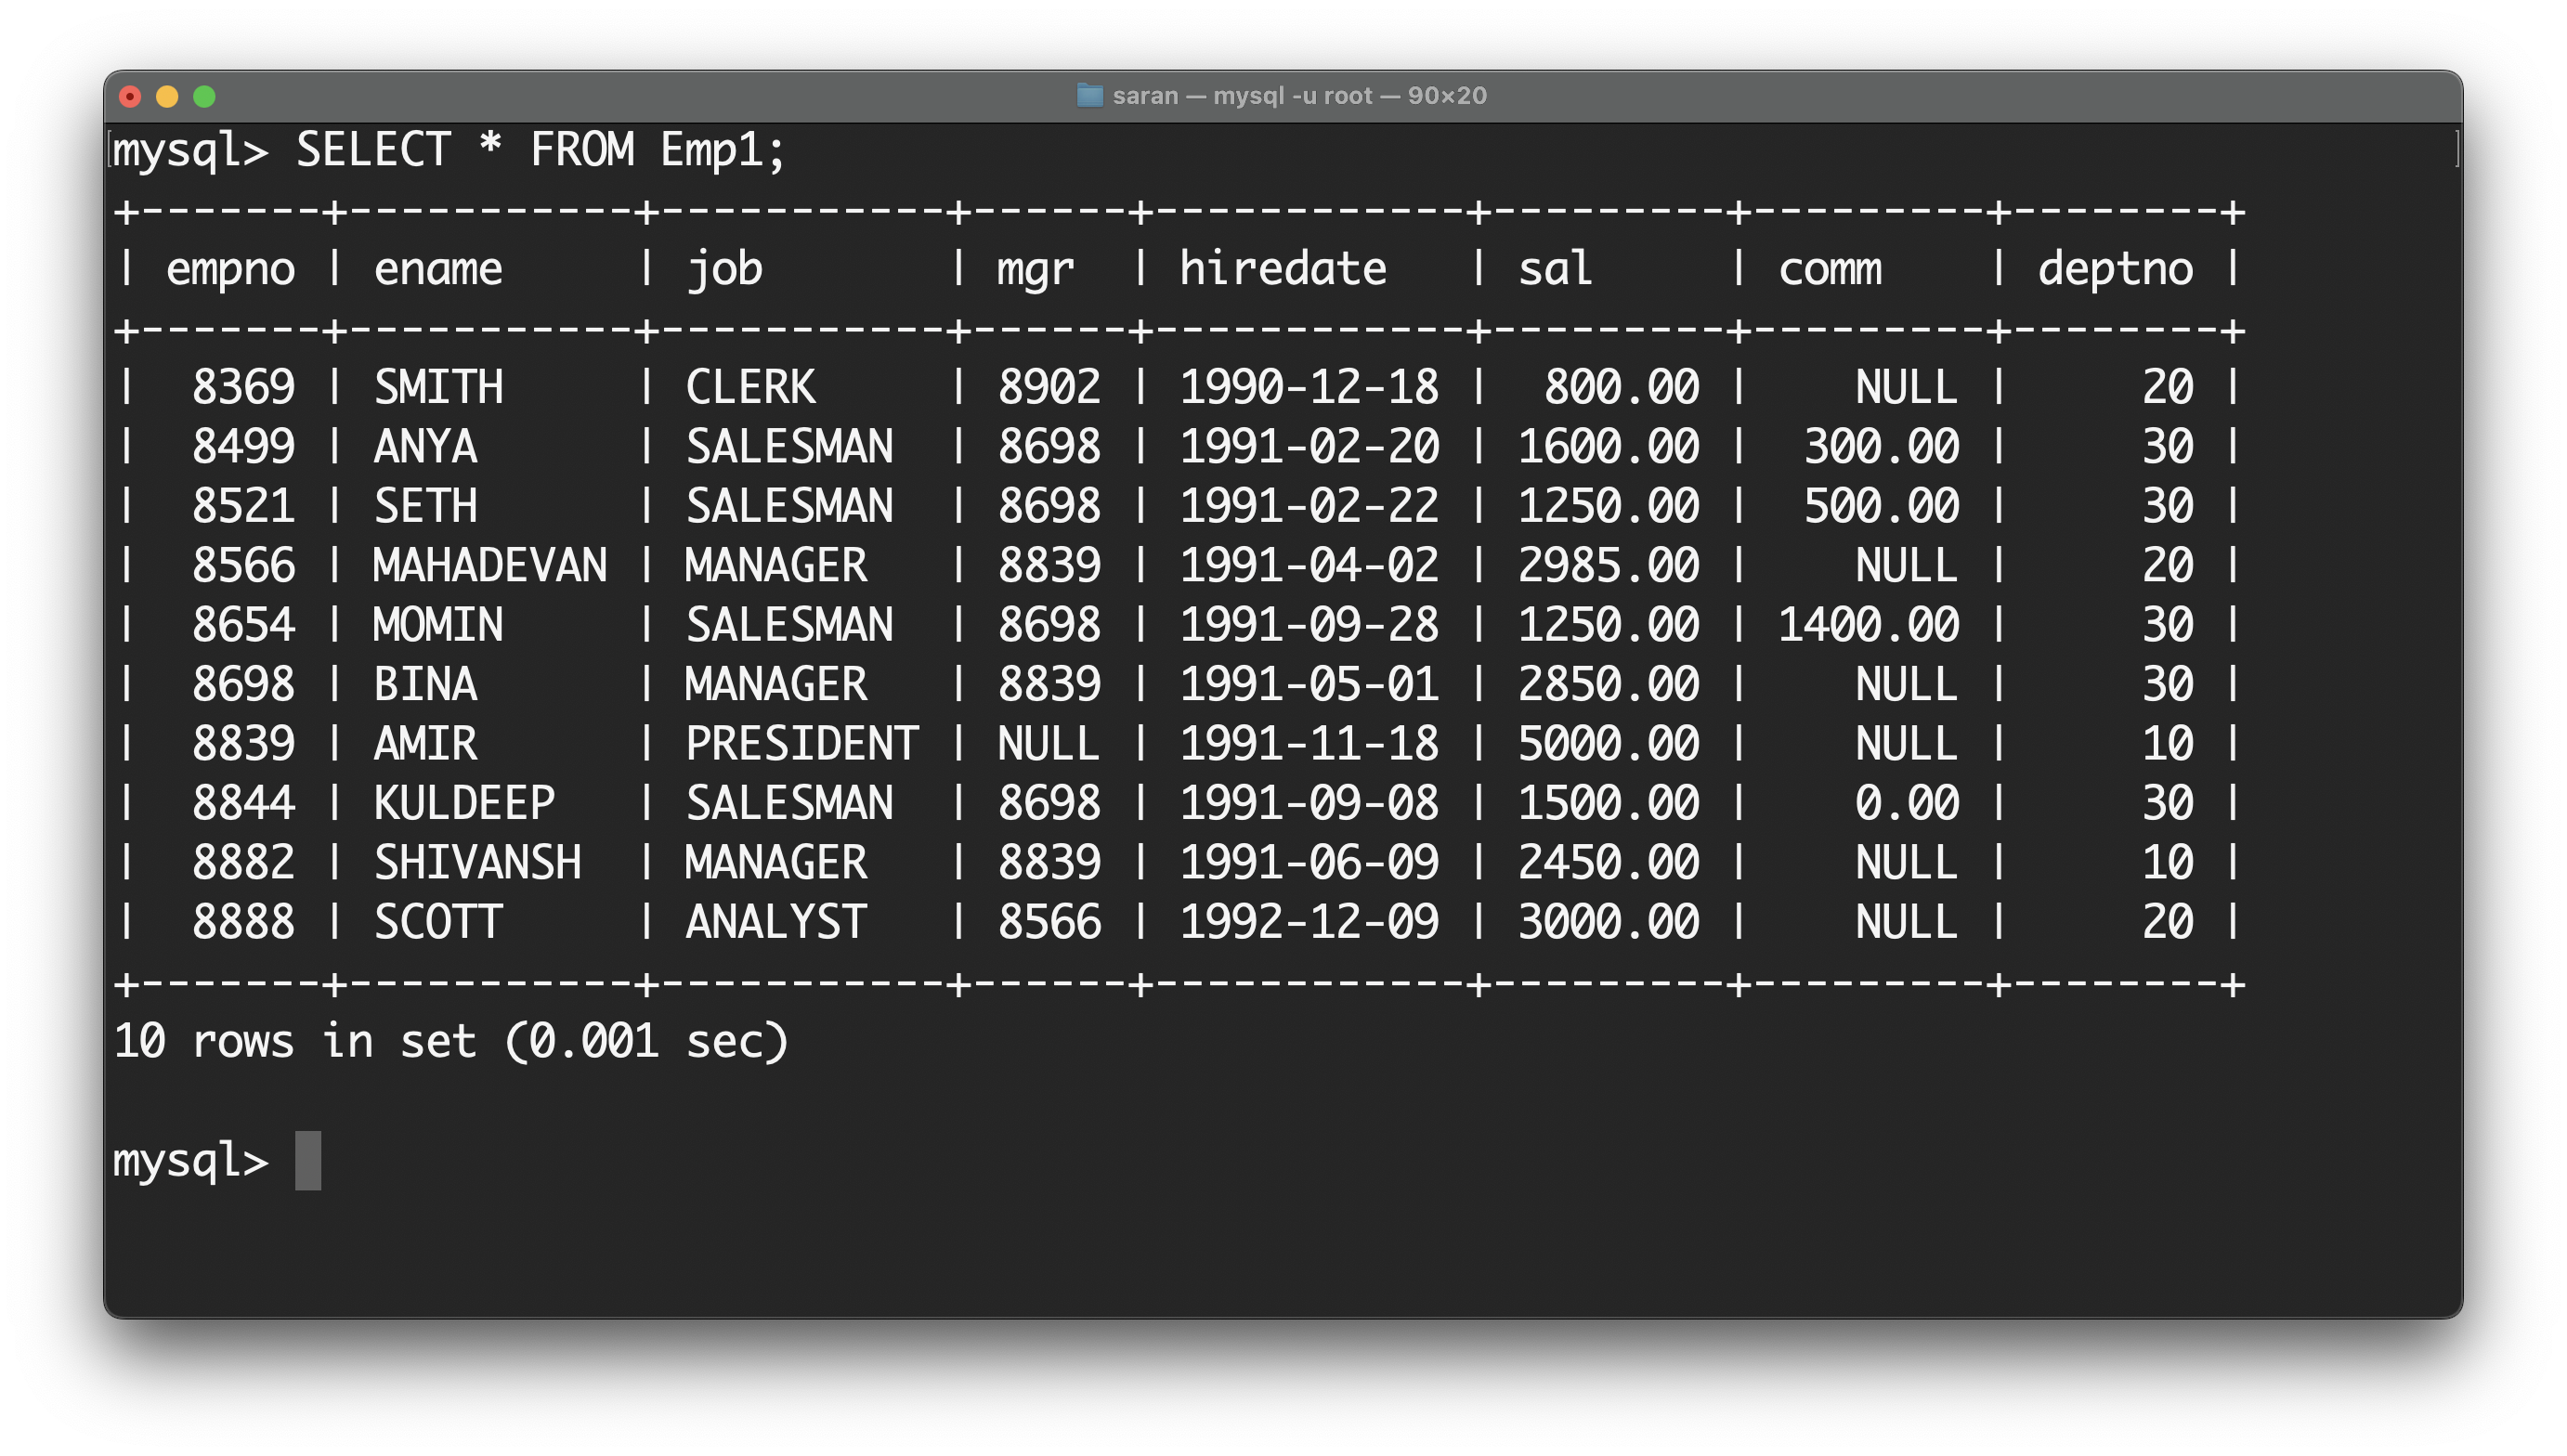 saran — mysql -u root — 90×20
mysql> SELECT * FROM Emp1;
+-------+-----------+-----------+------+------------+---------+---------+--------+
| empno | ename     | job       | mgr  | hiredate   | sal     | comm    | deptno |
+-------+-----------+-----------+------+------------+---------+---------+--------+
|  8369 | SMITH     | CLERK     | 8902 | 1990-12-18 |  800.00 |    NULL |     20 |
|  8499 | ANYA      | SALESMAN  | 8698 | 1991-02-20 | 1600.00 |  300.00 |     30 |
|  8521 | SETH      | SALESMAN  | 8698 | 1991-02-22 | 1250.00 |  500.00 |     30 |
|  8566 | MAHADEVAN | MANAGER   | 8839 | 1991-04-02 | 2985.00 |    NULL |     20 |
|  8654 | MOMIN     | SALESMAN  | 8698 | 1991-09-28 | 1250.00 | 1400.00 |     30 |
|  8698 | BINA      | MANAGER   | 8839 | 1991-05-01 | 2850.00 |    NULL |     30 |
|  8839 | AMIR      | PRESIDENT | NULL | 1991-11-18 | 5000.00 |    NULL |     10 |
|  8844 | KULDEEP   | SALESMAN  | 8698 | 1991-09-08 | 1500.00 |    0.00 |     30 |
|  8882 | SHIVANSH  | MANAGER   | 8839 | 1991-06-09 | 2450.00 |    NULL |     10 |
|  8888 | SCOTT     | ANALYST   | 8566 | 1992-12-09 | 3000.00 |    NULL |     20 |
+-------+-----------+-----------+------+------------+---------+---------+--------+
10 rows in set (0.001 sec)
mysql>